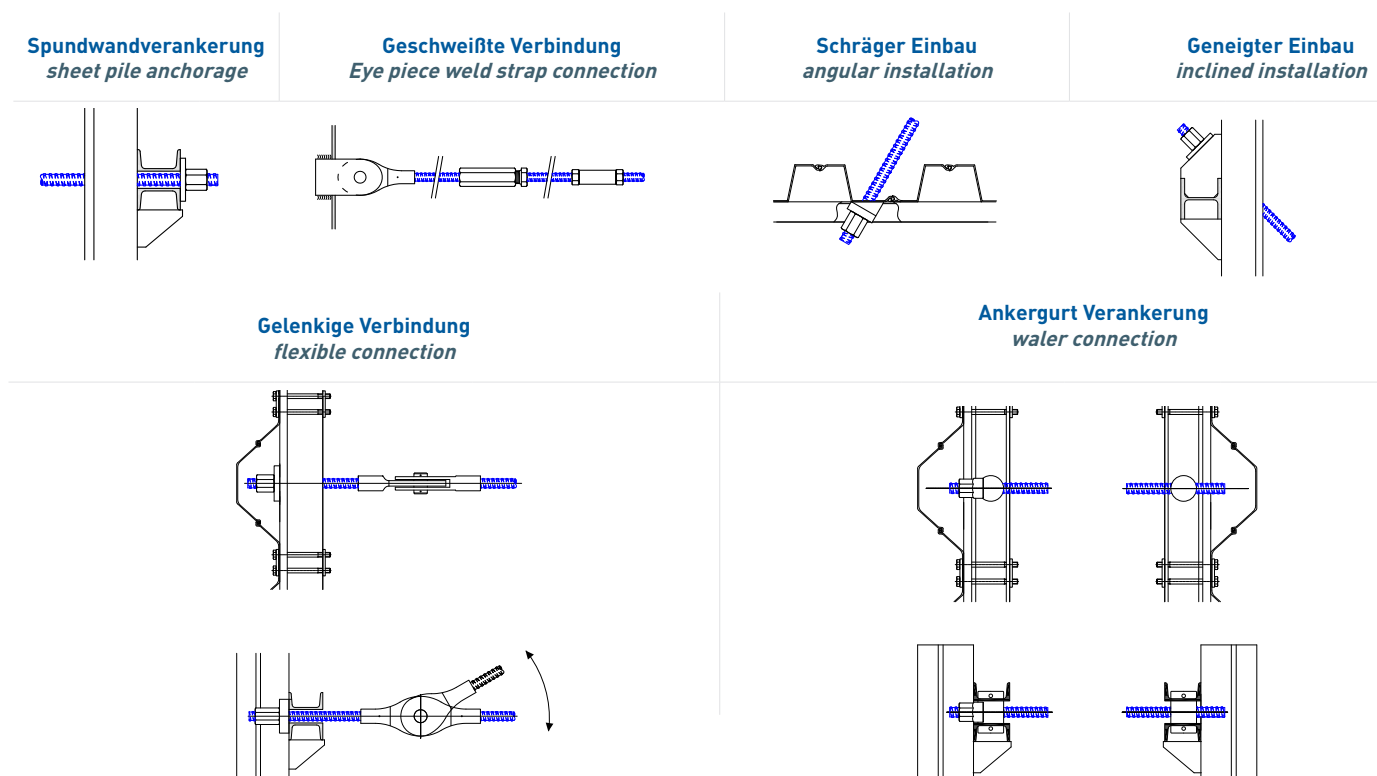 Spundwandverankerung
sheet pile anchorage
Geschweißte Verbindung
Eye piece weld strap connection
Schräger Einbau
angular installation
Geneigter Einbau
inclined installation
Gelenkige Verbindung
flexible connection
Ankergurt Verankerung
waler connection